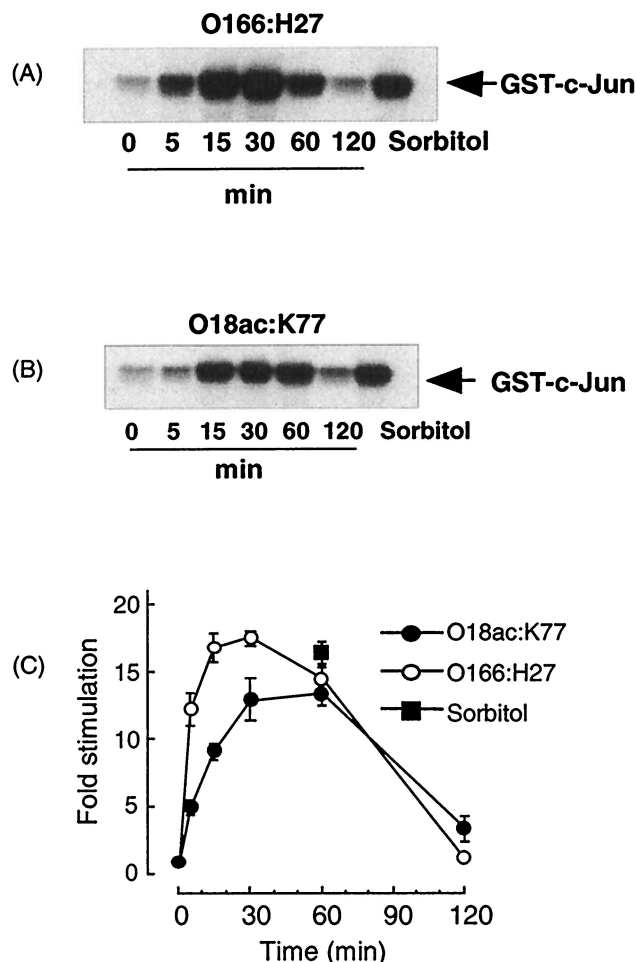 O166:H27
(A)
GST-c-Jun
0 5 15 30 60 120 Sorbitol
min
O18ac:K77
(B)
GST-c-Jun
0 5 15 30 60 120 Sorbitol
min
(C)
Fold stimulation
20
15
10
5
0
O18ac:K77
O166:H27
Sorbitol
0 30 60 90 120
Time (min)